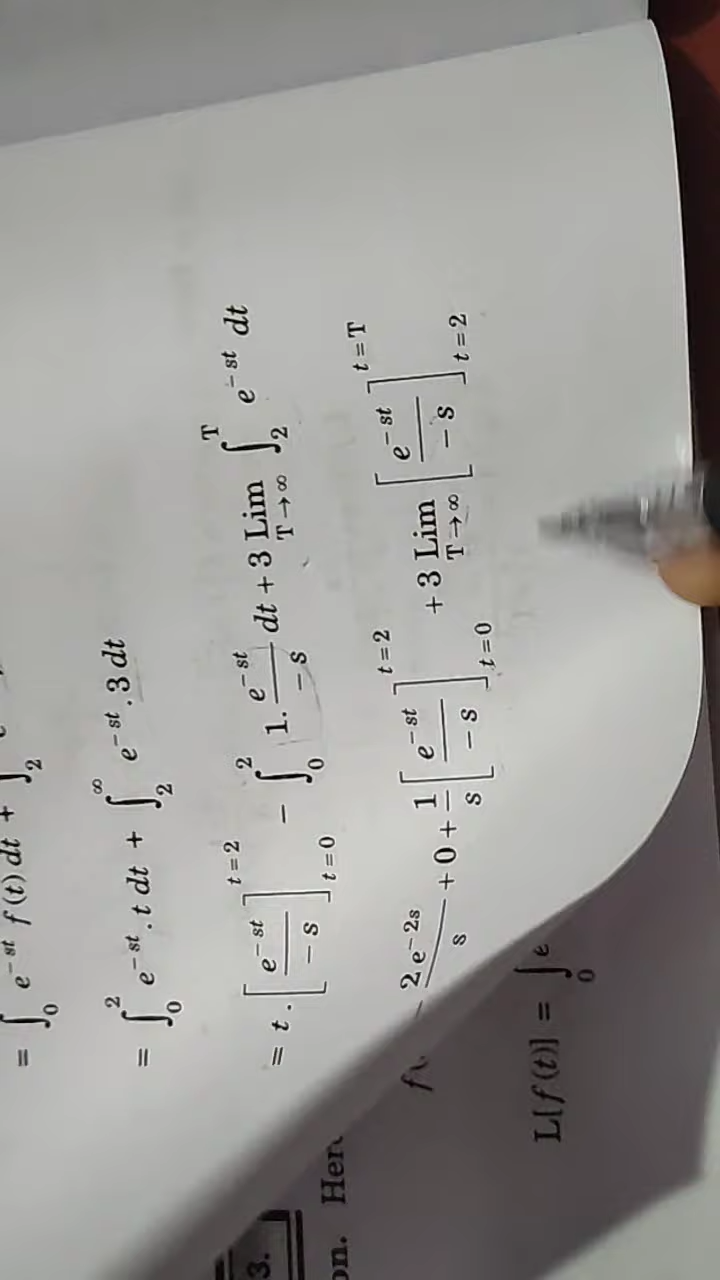 = ∫₀ e^{-st} f(t) dt + ∫₂
= ∫₀² e^{-st} . t dt + ∫₂^∞ e^{-st} . 3 dt
= t . [e^{-st}/-s]_{t=0}^{t=2} - ∫₀² 1. e^{-st}/-s dt + 3 Lim_{T→∞} ∫₂^T e^{-st} dt
- 2e^{-2s}/s + 0 + 1/s [e^{-st}/-s]_{t=0}^{t=2} + 3 Lim_{T→∞} [e^{-st}/-s]_{t=2}^{t=T}
3.
on. Her
L[f(t)] = ∫₀ e